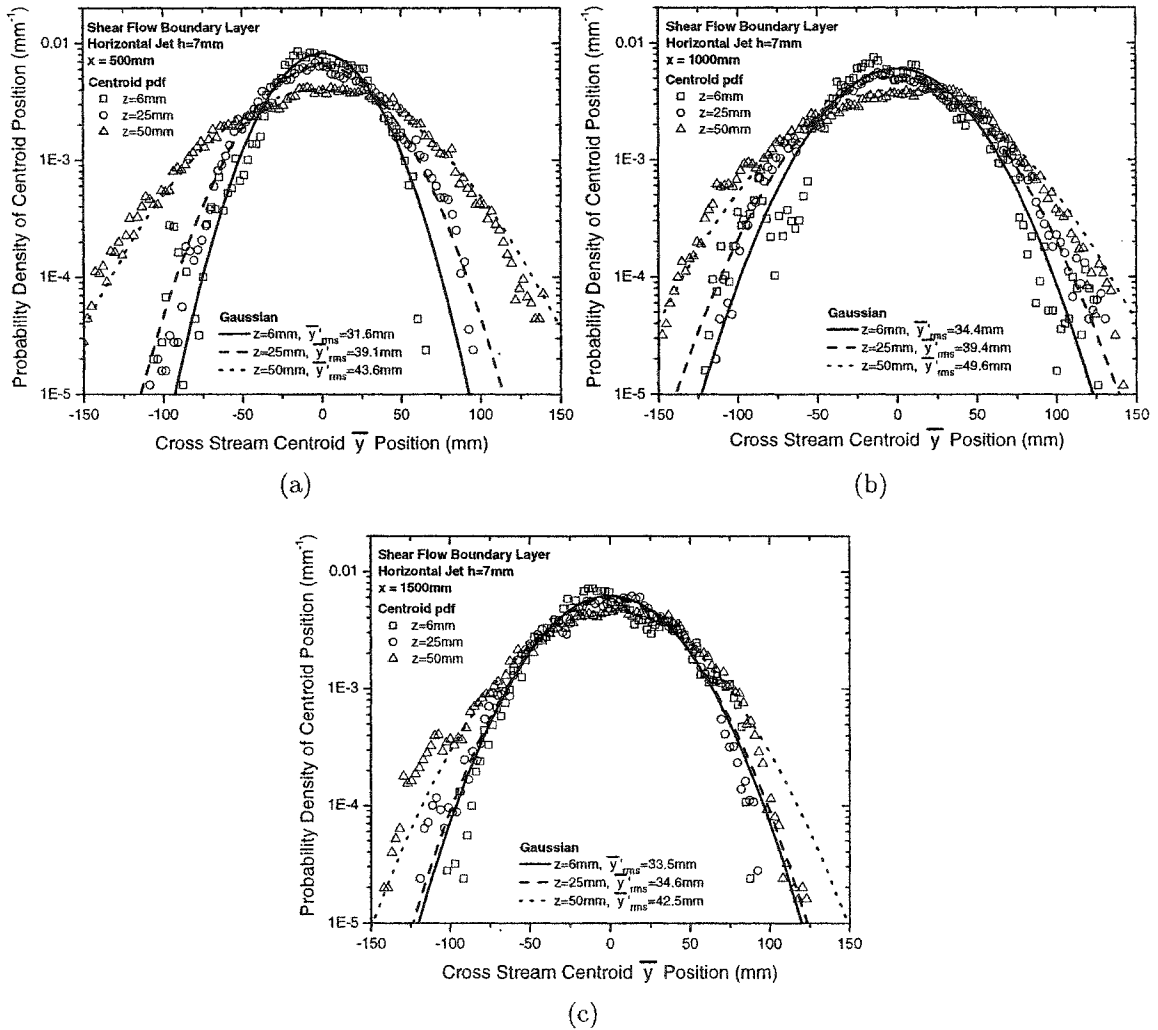 Shear Flow Boundary Layer
Horizontal Jet h=7mm
x = 500mm
Centroid pdf
z=6mm
z=25mm
z=50mm
Gaussian
z=6mm, y̅'rms=31.6mm
z=25mm, y̅'rms=39.1mm
z=50mm, y̅'rms=43.6mm
Probability Density of Centroid Position (mm⁻¹)
0.01
1E-3
1E-4
1E-5
-150 -100 -50 0 50 100 150
Cross Stream Centroid y̅ Position (mm)
(a)
Shear Flow Boundary Layer
Horizontal Jet h=7mm
x = 1000mm
Centroid pdf
z=6mm
z=25mm
z=50mm
Gaussian
z=6mm, y̅'rms=34.4mm
z=25mm, y̅'rms=39.4mm
z=50mm, y̅'rms=49.6mm
Probability Density of Centroid Position (mm⁻¹)
0.01
1E-3
1E-4
1E-5
-150 -100 -50 0 50 100 150
Cross Stream Centroid y̅ Position (mm)
(b)
Shear Flow Boundary Layer
Horizontal Jet h=7mm
x = 1500mm
Centroid pdf
z=6mm
z=25mm
z=50mm
Gaussian
z=6mm, y̅'rms=33.5mm
z=25mm, y̅'rms=34.6mm
z=50mm, y̅'rms=42.5mm
Probability Density of Centroid Position (mm⁻¹)
0.01
1E-3
1E-4
1E-5
-150 -100 -50 0 50 100 150
Cross Stream Centroid y̅ Position (mm)
(c)